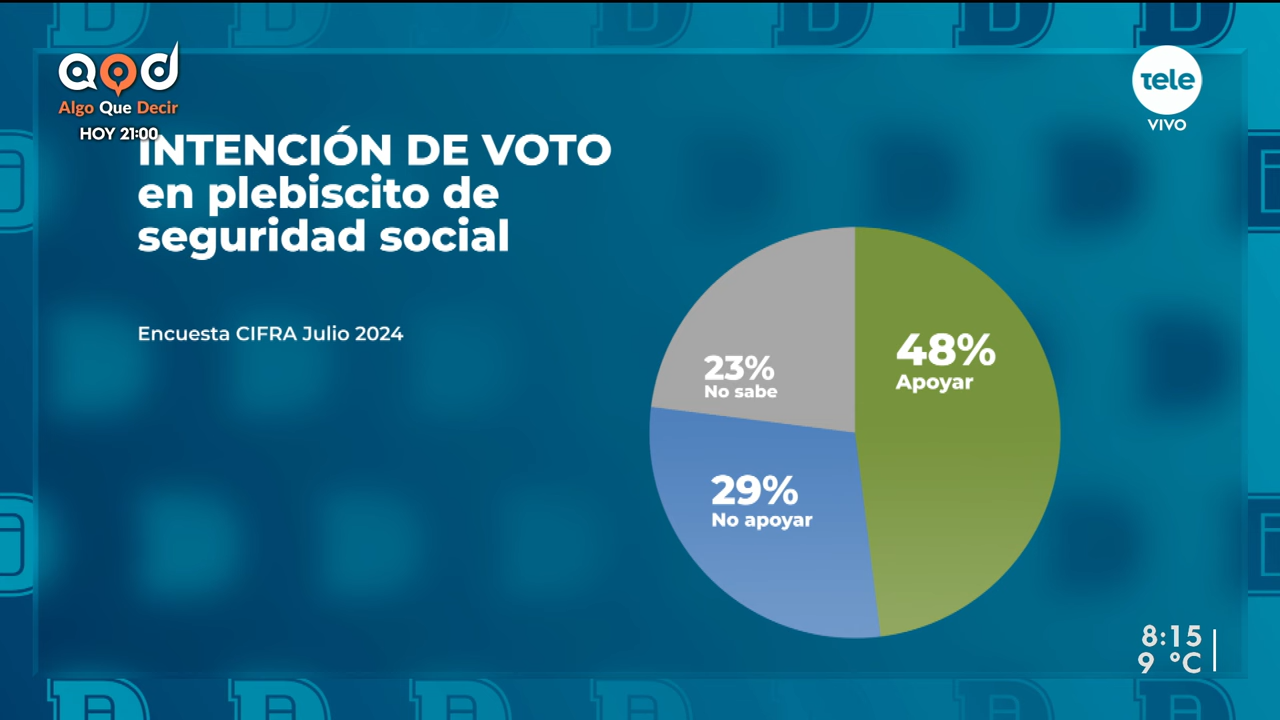 aqd
Algo Que Decir
HOY 21:00
tele
VIVO
INTENCIÓN DE VOTO
en plebiscito de
seguridad social
Encuesta CIFRA Julio 2024
48%
Apoyar
23%
No sabe
29%
No apoyar
8:15
9 °C